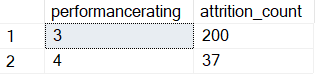 performancerating attrition_count
1 3 200
2 4 37